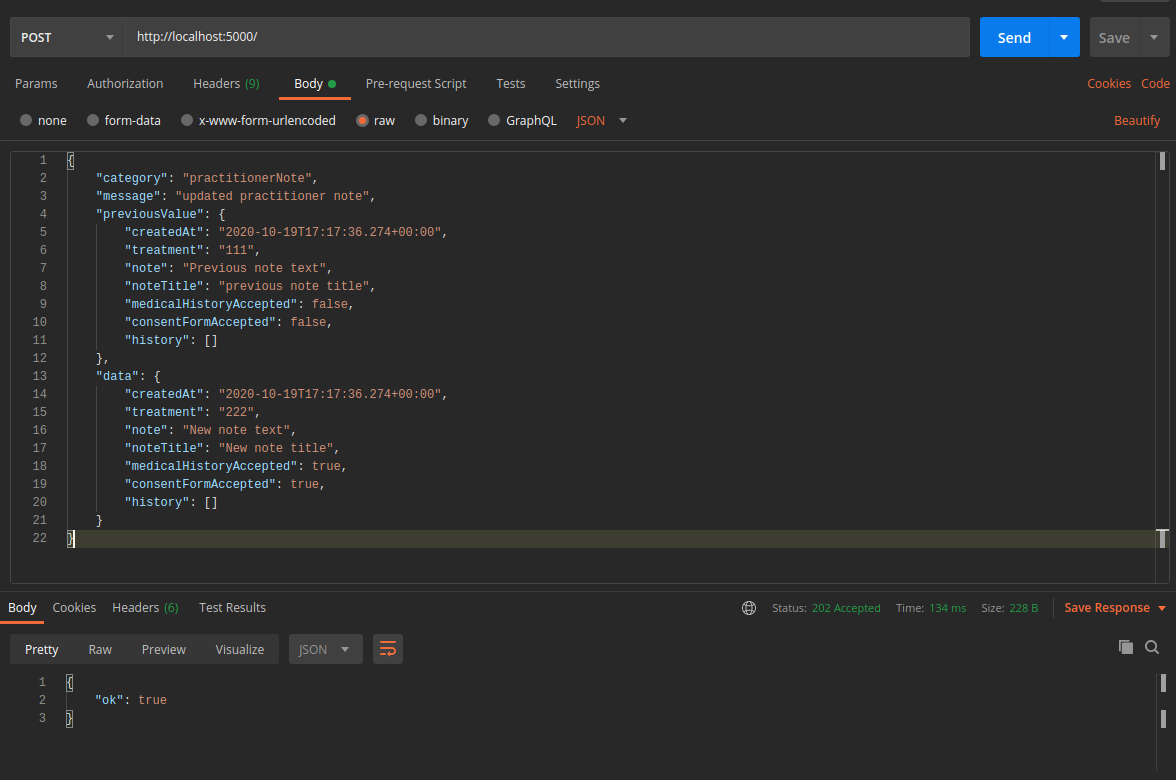 POST http://localhost:5000/ Send Save
Params Authorization Headers (9) Body Pre-request Script Tests Settings Cookies Code
none form-data x-www-form-urlencoded raw binary GraphQL JSON Beautify
1 {
2 "category": "practitionerNote",
3 "message": "updated practitioner note",
4 "previousValue": {
5 "createdAt": "2020-10-19T17:17:36.274+00:00",
6 "treatment": "111",
7 "note": "Previous note text",
8 "noteTitle": "previous note title",
9 "medicalHistoryAccepted": false,
10 "consentFormAccepted": false,
11 "history": []
12 },
13 "data": {
14 "createdAt": "2020-10-19T17:17:36.274+00:00",
15 "treatment": "222",
16 "note": "New note text",
17 "noteTitle": "New note title",
18 "medicalHistoryAccepted": true,
19 "consentFormAccepted": true,
20 "history": []
21 }
22 }
Body Cookies Headers (6) Test Results Status: 202 Accepted Time: 134 ms Size: 228 B Save Response
Pretty Raw Preview Visualize JSON
1 {
2 "ok": true
3 }